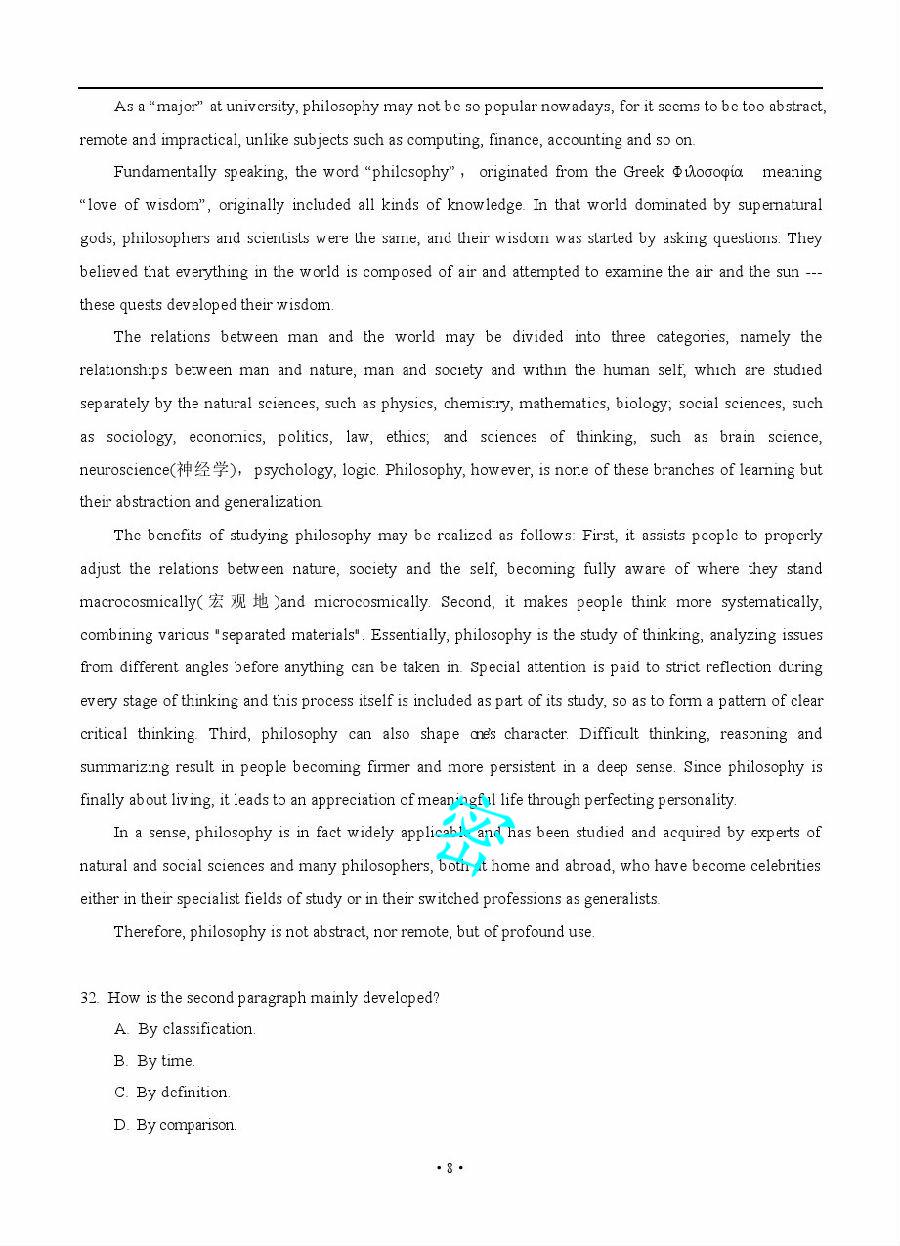 As a “major” at university, philosophy may not be so popular nowadays, for it seems to be too abstract,
remote and impractical, unlike subjects such as computing, finance, accounting and so on.
Fundamentally speaking, the word “philosophy”， originated from the Greek Φιλοσοφία meaning
“love of wisdom”, originally included all kinds of knowledge. In that world dominated by supernatural
gods, philosophers and scientists were the same, and their wisdom was started by asking questions. They
believed that everything in the world is composed of air and attempted to examine the air and the sun ---
these quests developed their wisdom.
The relations between man and the world may be divided into three categories, namely the
relationships between man and nature, man and society and within the human self, which are studied
separately by the natural sciences, such as physics, chemistry, mathematics, biology; social sciences, such
as sociology, economics, politics, law, ethics; and sciences of thinking, such as brain science,
neuroscience(神经学)，psychology, logic. Philosophy, however, is none of these branches of learning but
their abstraction and generalization.
The benefits of studying philosophy may be realized as follows: First, it assists people to properly
adjust the relations between nature, society and the self, becoming fully aware of where they stand
macrocosmically(宏观地)and microcosmically. Second, it makes people think more systematically,
combining various "separated materials". Essentially, philosophy is the study of thinking, analyzing issues
from different angles before anything can be taken in. Special attention is paid to strict reflection during
every stage of thinking and this process itself is included as part of its study, so as to form a pattern of clear
critical thinking. Third, philosophy can also shape one's character. Difficult thinking, reasoning and
summarizing result in people becoming firmer and more persistent in a deep sense. Since philosophy is
finally about living, it leads to an appreciation of meaningful life through perfecting personality.
In a sense, philosophy is in fact widely applicable and has been studied and acquired by experts of
natural and social sciences and many philosophers, both at home and abroad, who have become celebrities
either in their specialist fields of study or in their switched professions as generalists.
密
Therefore, philosophy is not abstract, nor remote, but of profound use.
32. How is the second paragraph mainly developed?
A. By classification.
B. By time.
C. By definition.
D. By comparison.
• 8 •